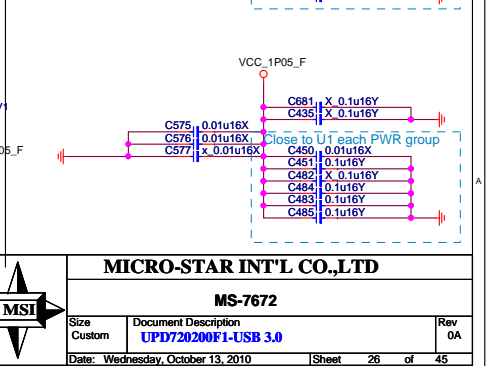 VCC_1P05_F
C681 X_0.1u16Y
C435 X_0.1u16Y
C575 0.01u16X
C576 0.01u16X
C577 x_0.01u16X
Close to U1 each PWR group
C450 0.01u16X
C451 0.1u16Y
C482 X_0.1u16Y
C484 0.1u16Y
C483 0.1u16Y
C485 0.1u16Y
05_F
A
MICRO-STAR INT'L CO.,LTD
MSI
MS-7672
Size
Custom
Document Description
UPD720200F1-USB 3.0
Rev
0A
Date: Wednesday, October 13, 2010
Sheet 26 of 45